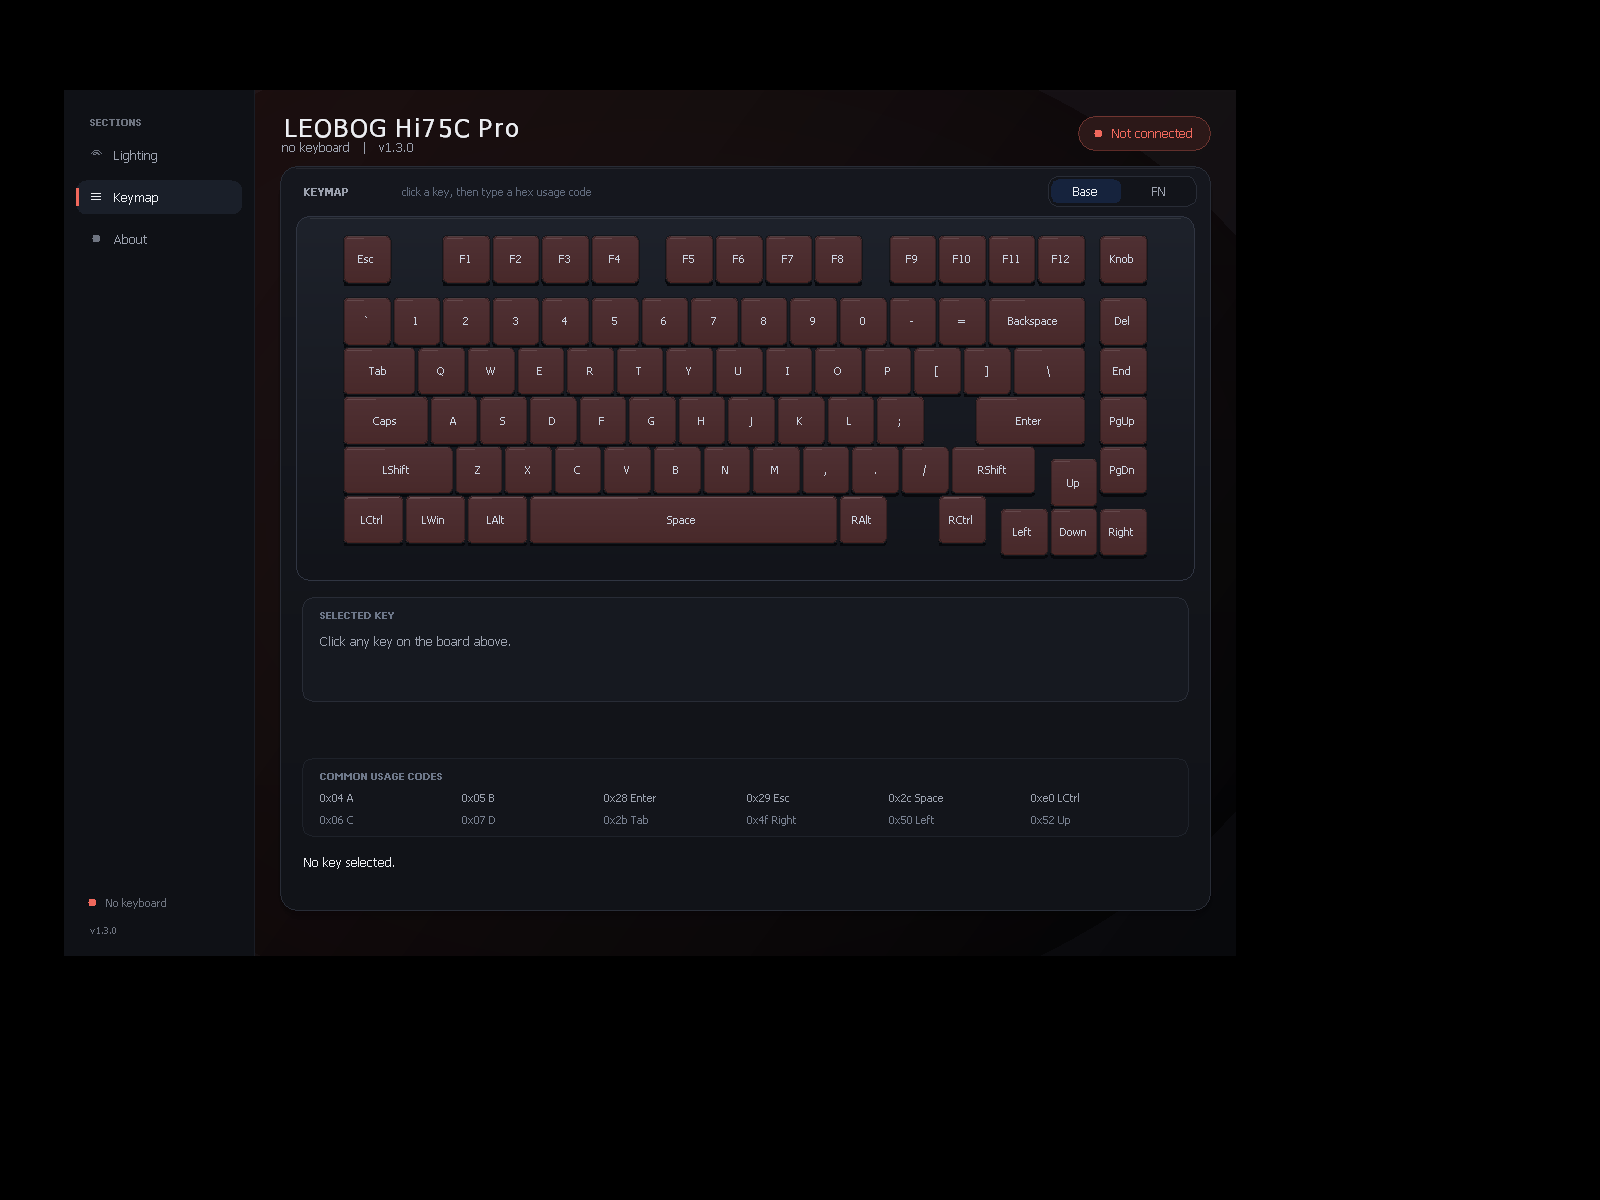 SECTIONS
Lighting
Keymap
About
No keyboard
v1.3.0
LEOBOG Hi75C Pro
no keyboard | v1.3.0
Not connected
KEYMAP click a key, then type a hex usage code Base FN
Esc F1 F2 F3 F4 F5 F6 F7 F8 F9 F10 F11 F12 Knob
` 1 2 3 4 5 6 7 8 9 0 - = Backspace Del
Tab Q W E R T Y U I O P [ ] \ End
Caps A S D F G H J K L ; Enter PgUp
LShift Z X C V B N M , . / RShift Up PgDn
LCtrl LWin LAlt Space RAlt RCtrl Left Down Right
SELECTED KEY
Click any key on the board above.
COMMON USAGE CODES
0x04 A 0x05 B 0x28 Enter 0x29 Esc 0x2c Space 0xe0 LCtrl
0x06 C 0x07 D 0x2b Tab 0x4f Right 0x50 Left 0x52 Up
No key selected.